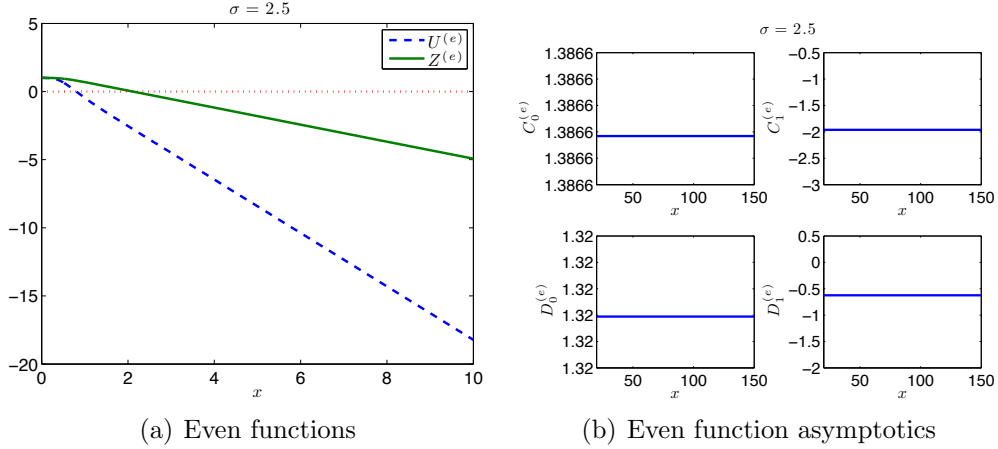 σ = 2.5
5
0
−5
−10
−15
−20
0 2 4 6 8 10
x
U^(e)
Z^(e)
(a) Even functions
σ = 2.5
1.3866
1.3866
1.3866
1.3866
1.3866
1.3866
1.3866
C_0^(e)
50 100 150
x
−0.5
−1
−1.5
−2
−2.5
−3
C_1^(e)
50 100 150
x
1.32
1.32
1.32
1.32
1.32
1.32
D_0^(e)
50 100 150
x
0.5
0
−0.5
−1
−1.5
−2
D_1^(e)
50 100 150
x
(b) Even function asymptotics